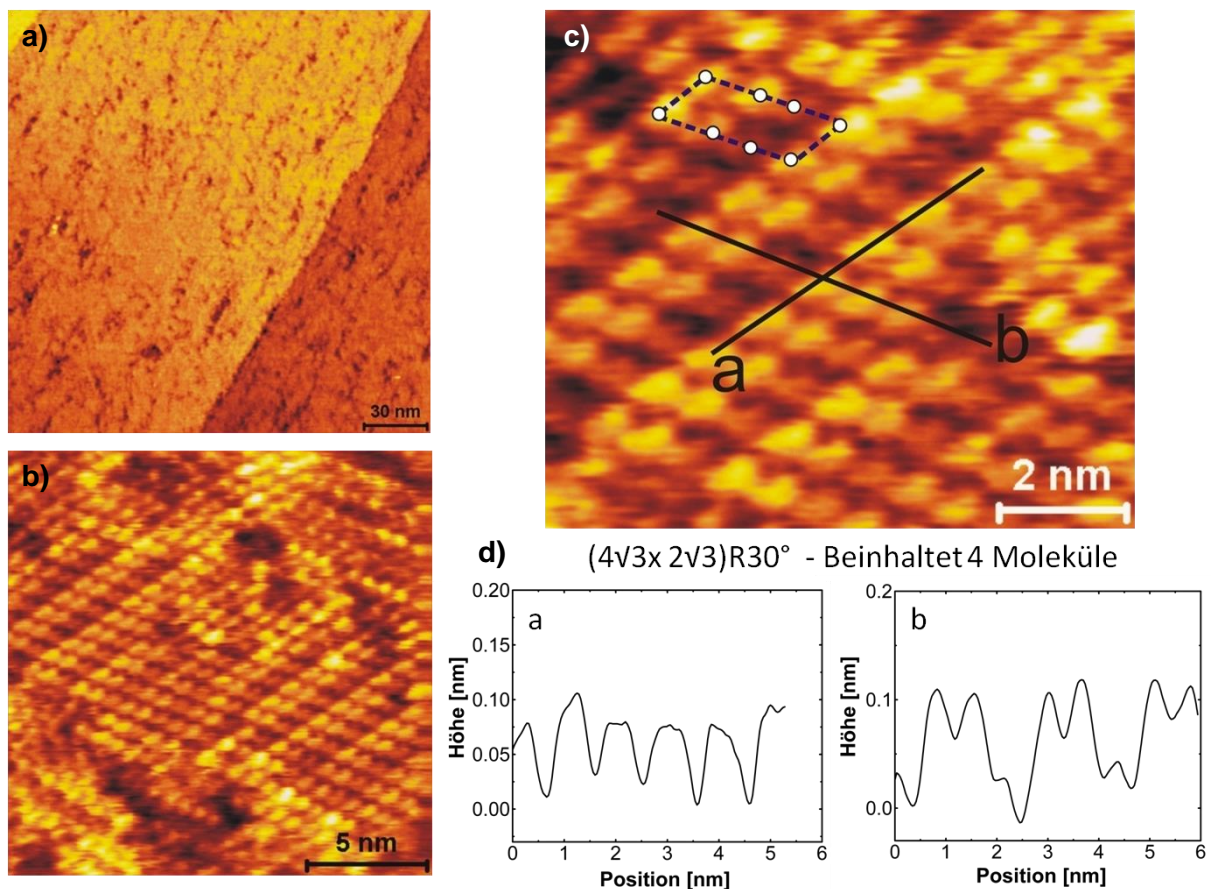 a)
30 nm
b)
5 nm
c)
a
b
2 nm
d)
(4√3x 2√3)R30° - Beinhaltet 4 Moleküle
a
Höhe [nm]
0.20
0.15
0.10
0.05
0.00
0 1 2 3 4 5 6
Position [nm]
b
Höhe [nm]
0.2
0.1
0.0
0 1 2 3 4 5 6
Position [nm]